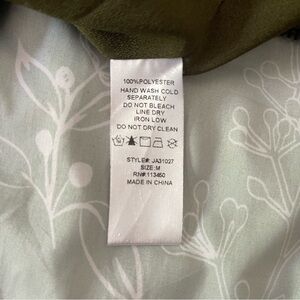 100%POLYESTER
HAND WASH COLD
SEPARATELY
DO NOT BLEACH
LINE DRY
IRON LOW
DO NOT DRY CLEAN
STYLE#: JA31027
SIZE: M
RN#:113450
MADE IN CHINA